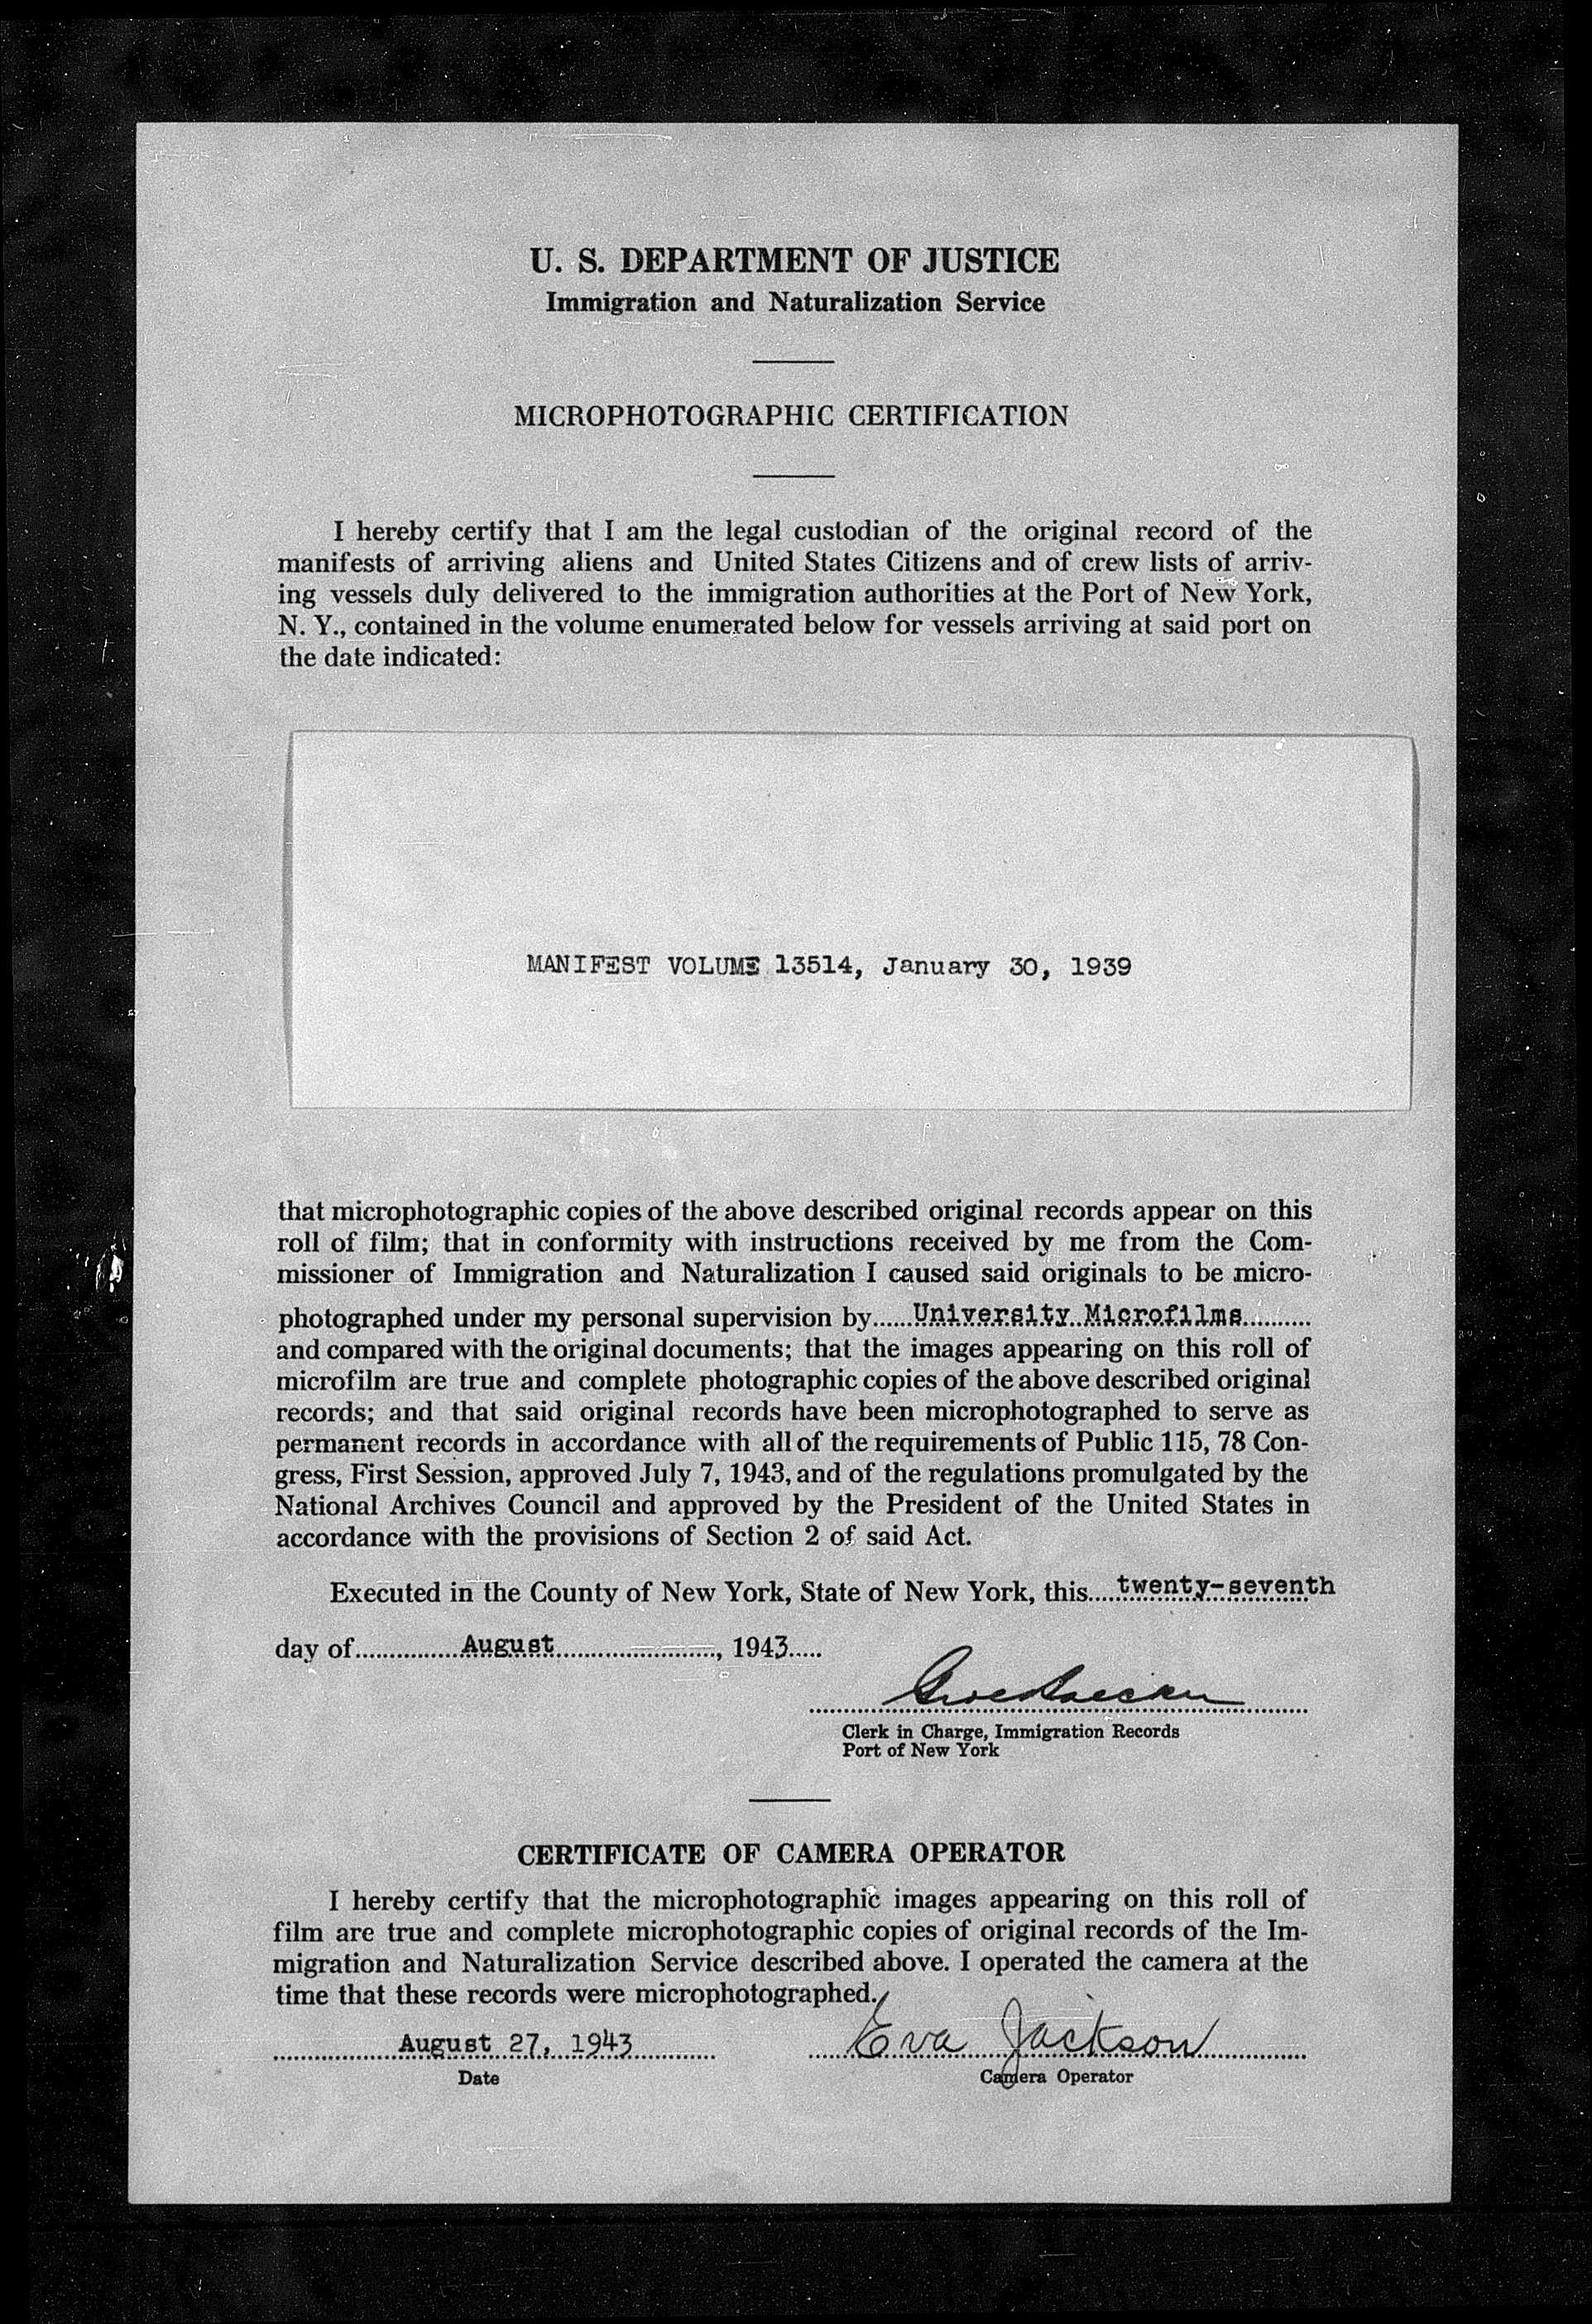 U. S. DEPARTMENT OF JUSTICE
Immigration and Naturalization Service
MICROPHOTOGRAPHIC CERTIFICATION
I hereby certify that I am the legal custodian of the original record of the
manifests of arriving aliens and United States Citizens and of crew lists of arriv-
ing vessels duly delivered to the immigration authorities at the Port of New York,
N. Y., contained in the volume enumerated below for vessels arriving at said port on
the date indicated:
MANIFEST VOLUME 13514, January 30, 1939
that microphotographic copies of the above described original records appear on this
roll of film; that in conformity with instructions received by me from the Com-
missioner of Immigration and Naturalization I caused said originals to be micro-
photographed under my personal supervision by......University Microfilms..........
and compared with the original documents; that the images appearing on this roll of
microfilm are true and complete photographic copies of the above described original
records; and that said original records have been microphotographed to serve as
permanent records in accordance with all of the requirements of Public 115, 78 Con-
gress, First Session, approved July 7, 1943, and of the regulations promulgated by the
National Archives Council and approved by the President of the United States in
accordance with the provisions of Section 2 of said Act.
Executed in the County of New York, State of New York, this....twenty-seventh
day of................August........................, 1943.....
Clerk in Charge, Immigration Records
Port of New York
CERTIFICATE OF CAMERA OPERATOR
I hereby certify that the microphotographic images appearing on this roll of
film are true and complete microphotographic copies of original records of the Im-
migration and Naturalization Service described above. I operated the camera at the
time that these records were microphotographed.
August 27, 1943 Eva Jackson
Date Camera Operator